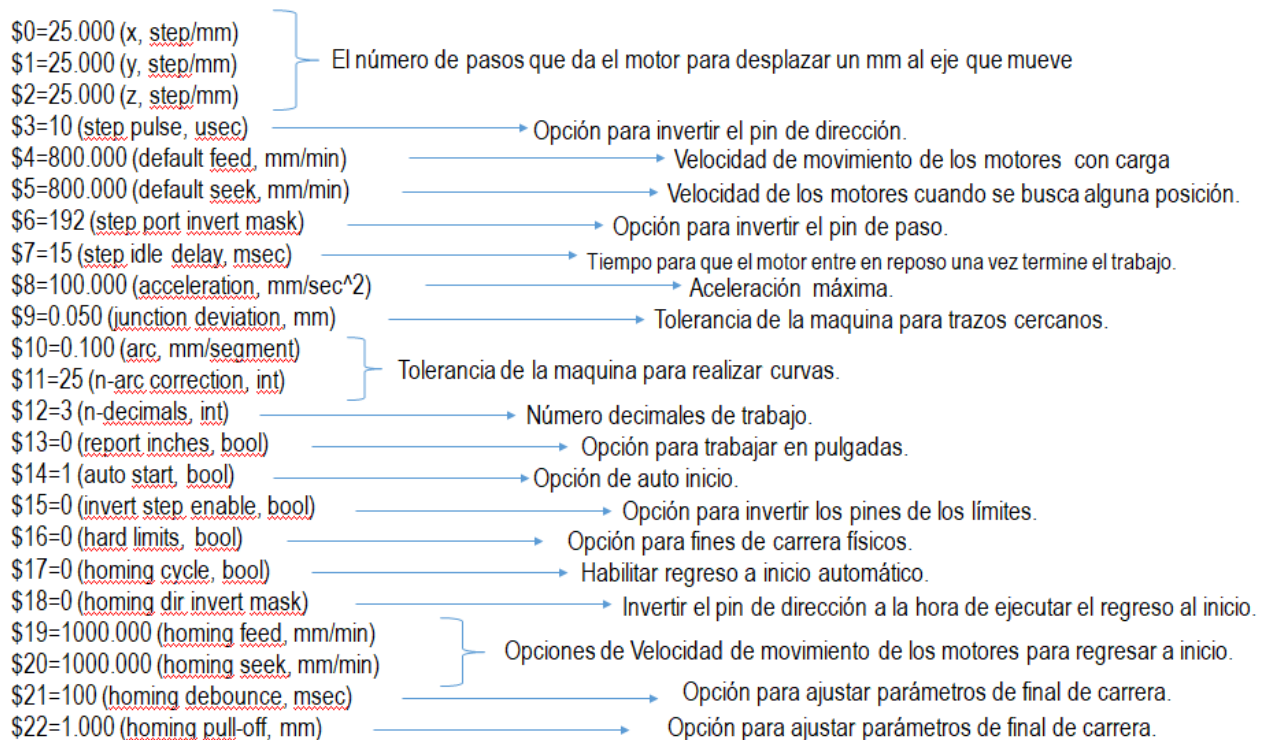 $0=25.000 (x, step/mm)
$1=25.000 (y, step/mm)
$2=25.000 (z, step/mm)
El número de pasos que da el motor para desplazar un mm al eje que mueve
$3=10 (step pulse, usec)
Opción para invertir el pin de dirección.
$4=800.000 (default feed, mm/min)
Velocidad de movimiento de los motores con carga
$5=800.000 (default seek, mm/min)
Velocidad de los motores cuando se busca alguna posición.
$6=192 (step port invert mask)
Opción para invertir el pin de paso.
$7=15 (step idle delay, msec)
Tiempo para que el motor entre en reposo una vez termine el trabajo.
$8=100.000 (acceleration, mm/sec^2)
Aceleración máxima.
$9=0.050 (junction deviation, mm)
Tolerancia de la maquina para trazos cercanos.
$10=0.100 (arc, mm/segment)
$11=25 (n-arc correction, int)
Tolerancia de la maquina para realizar curvas.
$12=3 (n-decimals, int)
Número decimales de trabajo.
$13=0 (report inches, bool)
Opción para trabajar en pulgadas.
$14=1 (auto start, bool)
Opción de auto inicio.
$15=0 (invert step enable, bool)
Opción para invertir los pines de los límites.
$16=0 (hard limits, bool)
Opción para fines de carrera físicos.
$17=0 (homing cycle, bool)
Habilitar regreso a inicio automático.
$18=0 (homing dir invert mask)
Invertir el pin de dirección a la hora de ejecutar el regreso al inicio.
$19=1000.000 (homing feed, mm/min)
$20=1000.000 (homing seek, mm/min)
Opciones de Velocidad de movimiento de los motores para regresar a inicio.
$21=100 (homing debounce, msec)
Opción para ajustar parámetros de final de carrera.
$22=1.000 (homing pull-off, mm)
Opción para ajustar parámetros de final de carrera.